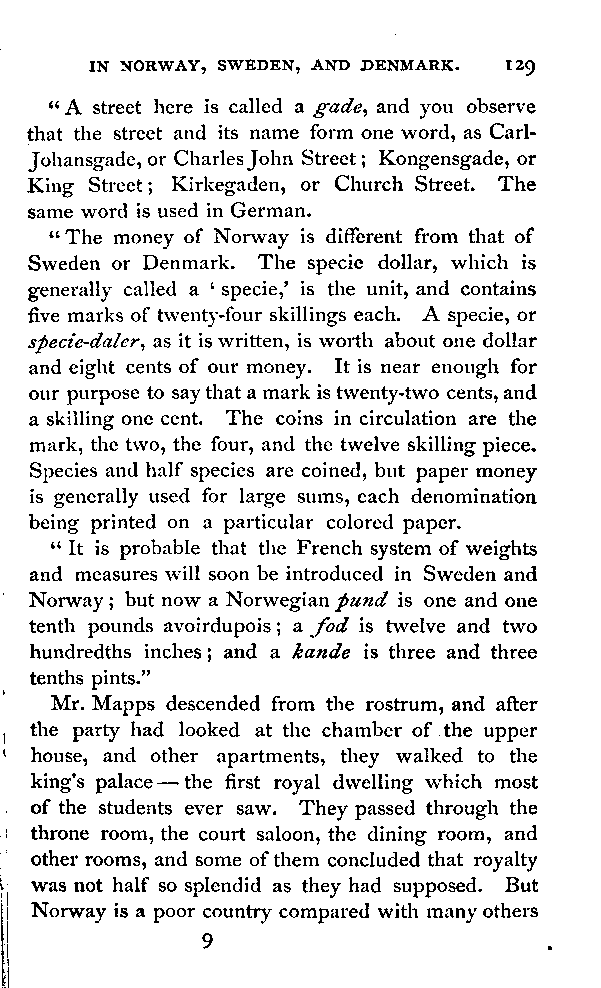 IN NORWAY, SWEDEN, AND DENMARK. 129
“ A street here is called a gade, and you observe
that the street and its name form one word, as Carl-
Johansgade, or Charles John Street ; Kongensgade, or
King Street ; Kirkegaden, or Church Street. The
same word is used in German.
“ The money of Norway is different from that of
Sweden or Denmark. The specie dollar, which is
generally called a ‘ specie,’ is the unit, and contains
five marks of twenty-four skillings each. A specie, or
specie-daler, as it is written, is worth about one dollar
and eight cents of our money. It is near enough for
our purpose to say that a mark is twenty-two cents, and
a skilling one cent. The coins in circulation are the
mark, the two, the four, and the twelve skilling piece.
Species and half species are coined, but paper money
is generally used for large sums, each denomination
being printed on a particular colored paper.
“ It is probable that the French system of weights
and measures will soon be introduced in Sweden and
Norway ; but now a Norwegian pund is one and one
tenth pounds avoirdupois ; a fod is twelve and two
hundredths inches ; and a kande is three and three
tenths pints.”
Mr. Mapps descended from the rostrum, and after
the party had looked at the chamber of the upper
house, and other apartments, they walked to the
king's palace — the first royal dwelling which most
of the students ever saw. They passed through the
throne room, the court saloon, the dining room, and
other rooms, and some of them concluded that royalty
was not half so splendid as they had supposed. But
Norway is a poor country compared with many others
9